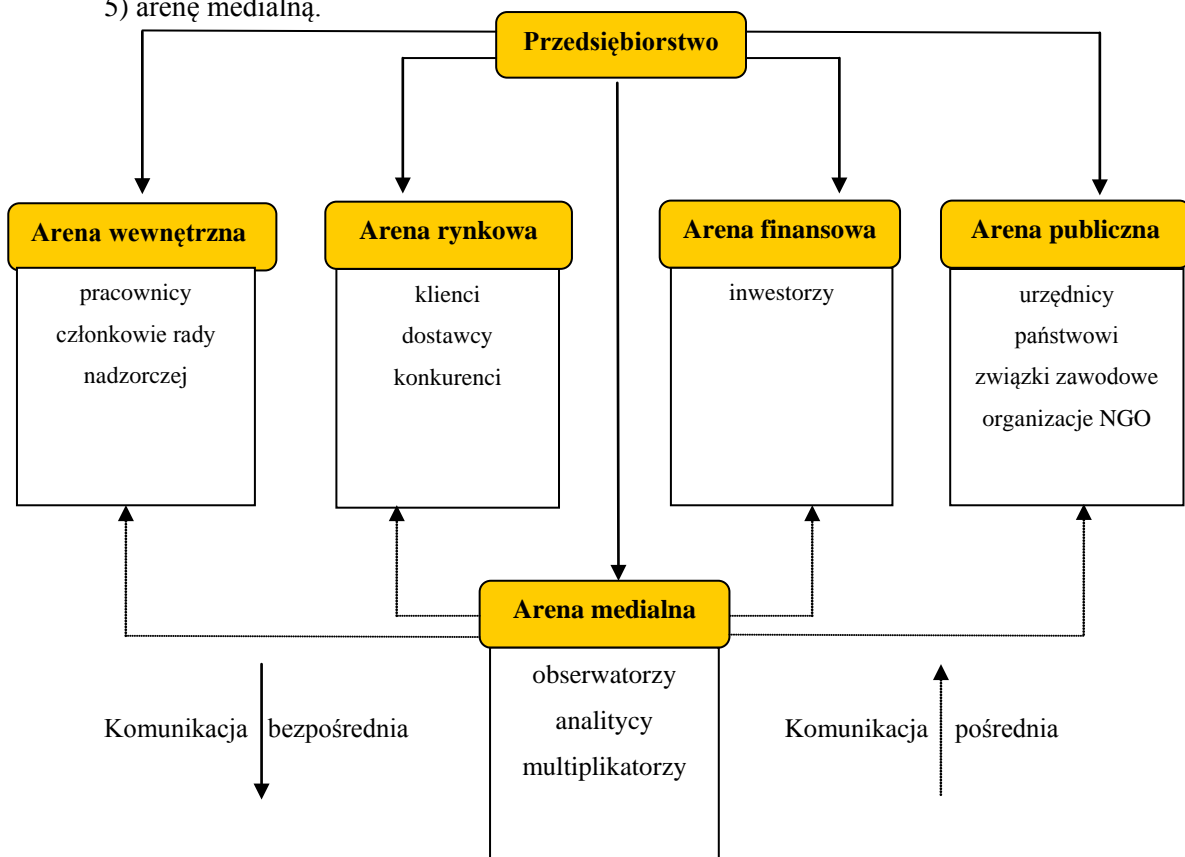 5) arenę medialną.
Przedsiębiorstwo
Arena wewnętrzna
pracownicy
członkowie rady
nadzorczej
Arena rynkowa
klienci
dostawcy
konkurenci
Arena finansowa
inwestorzy
Arena publiczna
urzędnicy
państwowi
związki zawodowe
organizacje NGO
Arena medialna
obserwatorzy
analitycy
multiplikatorzy
Komunikacja bezpośrednia
Komunikacja pośrednia